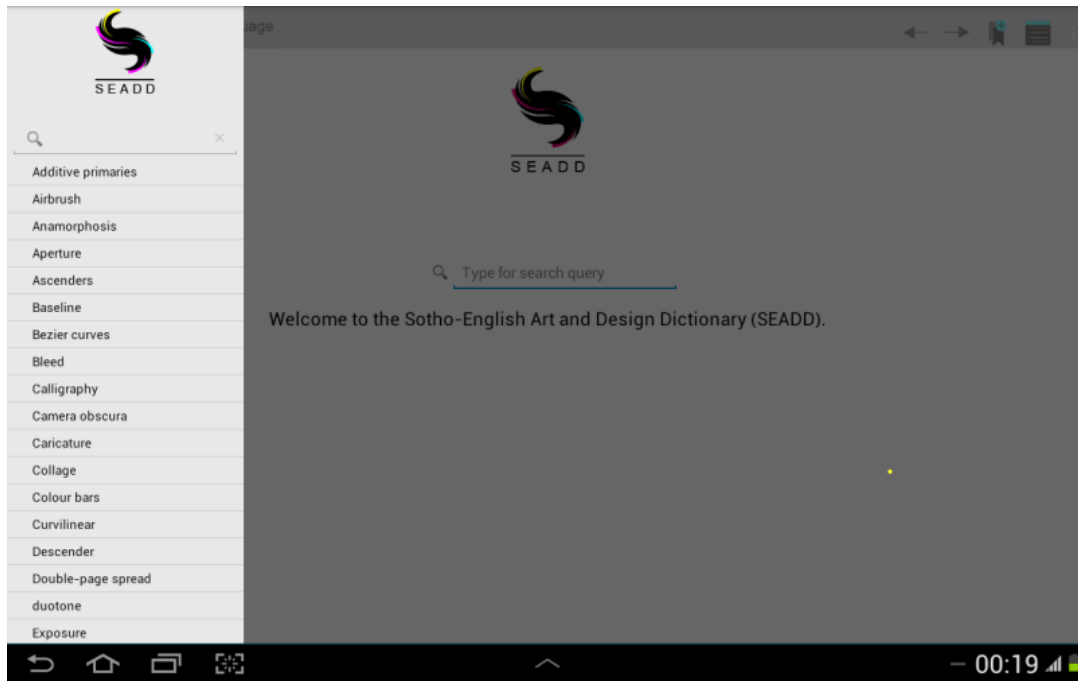 SEADD
Additive primaries
Airbrush
Anamorphosis
Aperture
Ascenders
Baseline
Bezier curves
Bleed
Calligraphy
Camera obscura
Caricature
Collage
Colour bars
Curvilinear
Descender
Double-page spread
duotone
Exposure
uage
SEADD
Type for search query
Welcome to the Sotho-English Art and Design Dictionary (SEADD).
00:19